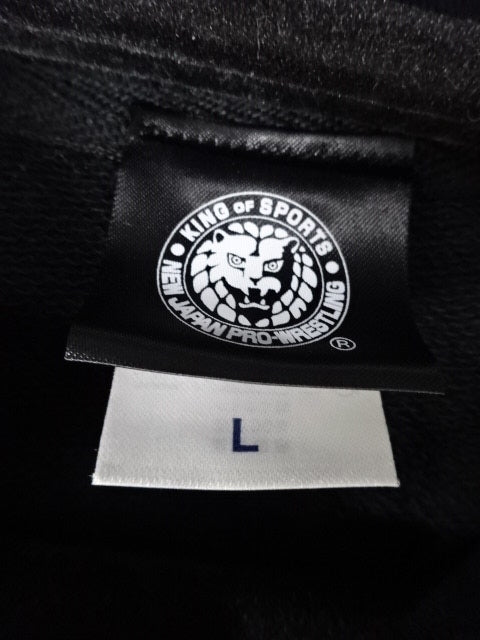 • KING OF SPORTS •
NEW JAPAN PRO-WRESTLING
®
L